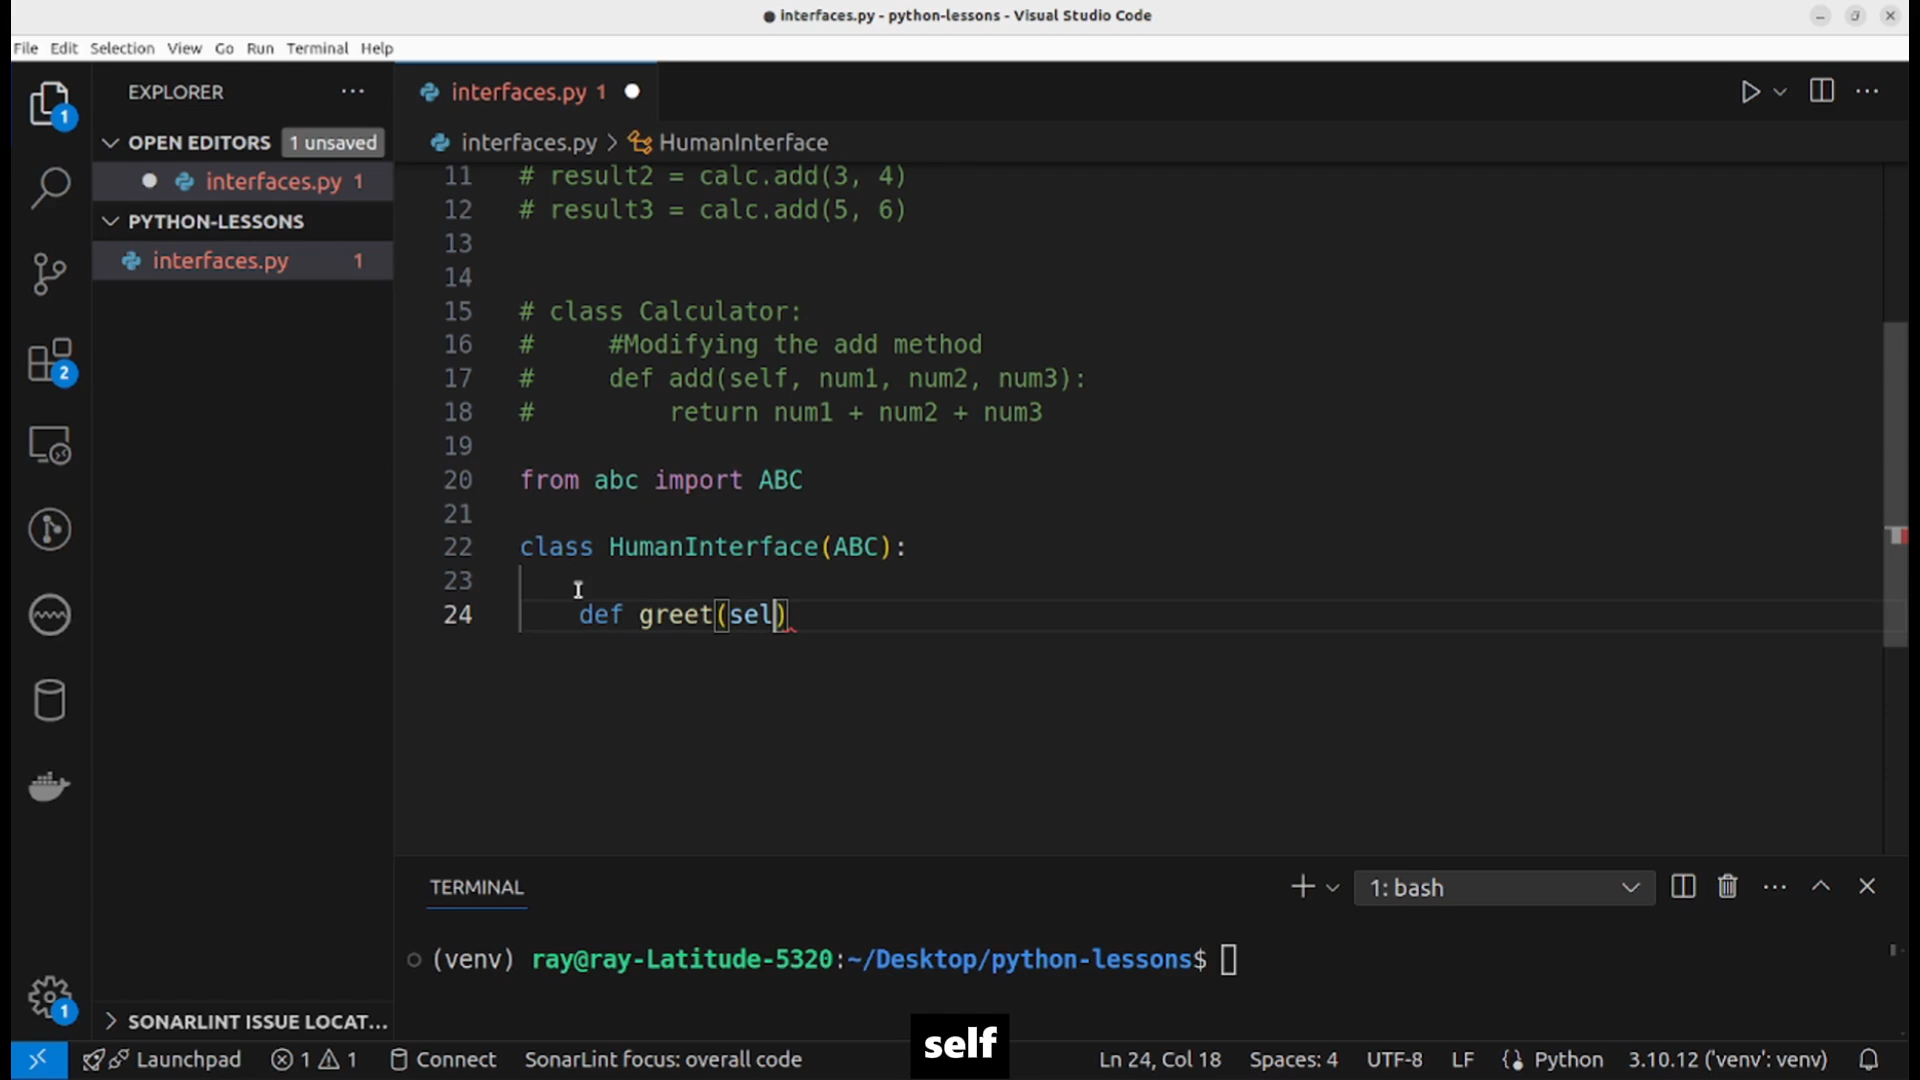 interfaces.py - python-lessons - Visual Studio Code
File Edit Selection View Go Run Terminal Help
EXPLORER
interfaces.py 1
1
OPEN EDITORS 1 unsaved
interfaces.py > HumanInterface
interfaces.py 1
PYTHON-LESSONS
interfaces.py 1
11 # result2 = calc.add(3, 4)
12 # result3 = calc.add(5, 6)
13
14
15 # class Calculator:
16 #     #Modifying the add method
17 #     def add(self, num1, num2, num3):
18 #         return num1 + num2 + num3
19
20 from abc import ABC
21
22 class HumanInterface(ABC):
23
24     def greet(sel)
2
TERMINAL
1: bash
(venv) ray@ray-Latitude-5320:~/Desktop/python-lessons$
1
SONARLINT ISSUE LOCAT...
self
Launchpad 1 1 Connect SonarLint focus: overall code Ln 24, Col 18 Spaces: 4 UTF-8 LF Python 3.10.12 ('venv': venv)